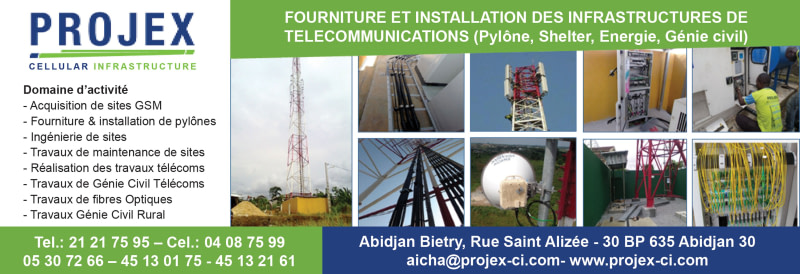 PROJEX
CELLULAR INFRASTRUCTURE
Domaine d'activité
- Acquisition de sites GSM
- Fourniture & installation de pylônes
- Ingénierie de sites
- Travaux de maintenance de sites
- Réalisation des travaux télécoms
- Travaux de Génie Civil Télécoms
- Travaux de fibres Optiques
- Travaux Génie Civil Rural
FOURNITURE ET INSTALLATION DES INFRASTRUCTURES DE
TELECOMMUNICATIONS (Pylône, Shelter, Energie, Génie civil)
Tel.: 21 21 75 95 – Cel.: 04 08 75 99
05 30 72 66 – 45 13 01 75 - 45 13 21 61
Abidjan Bietry, Rue Saint Alizée - 30 BP 635 Abidjan 30
aicha@projex-ci.com- www.projex-ci.com